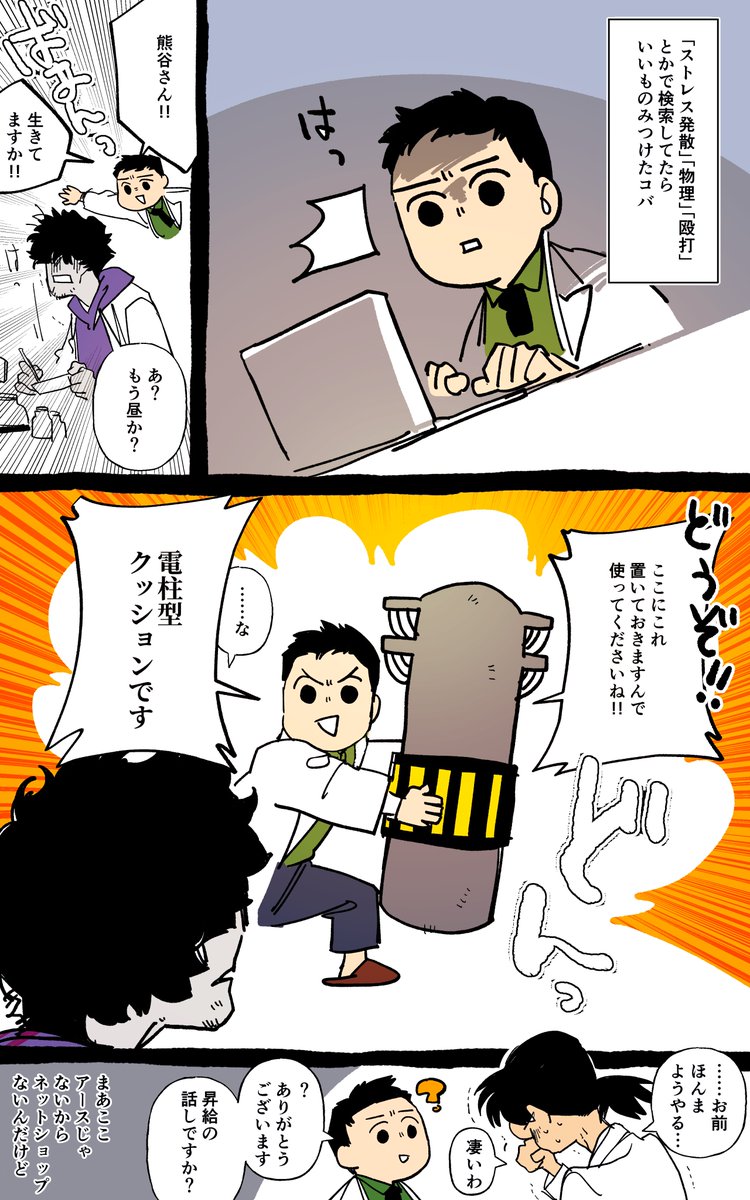 「ストレス発散」「物理」「殴打」
とかで検索してたら
いいものみつけたコバ
はっ
熊谷さん!!
生きて
ますか!!
あ?
もう昼か?
どうぞ!!
ここにこれ
置いておきますんで
使ってくださいね!!
ドンっ
……な
電柱型
クッションです
……お前
ほんま
ようやる…
凄いわ
?
ありがとう
ございます
昇給の
話しですか?
まあここ
アースじゃ
ないから
ネットショップ
ないんだけど